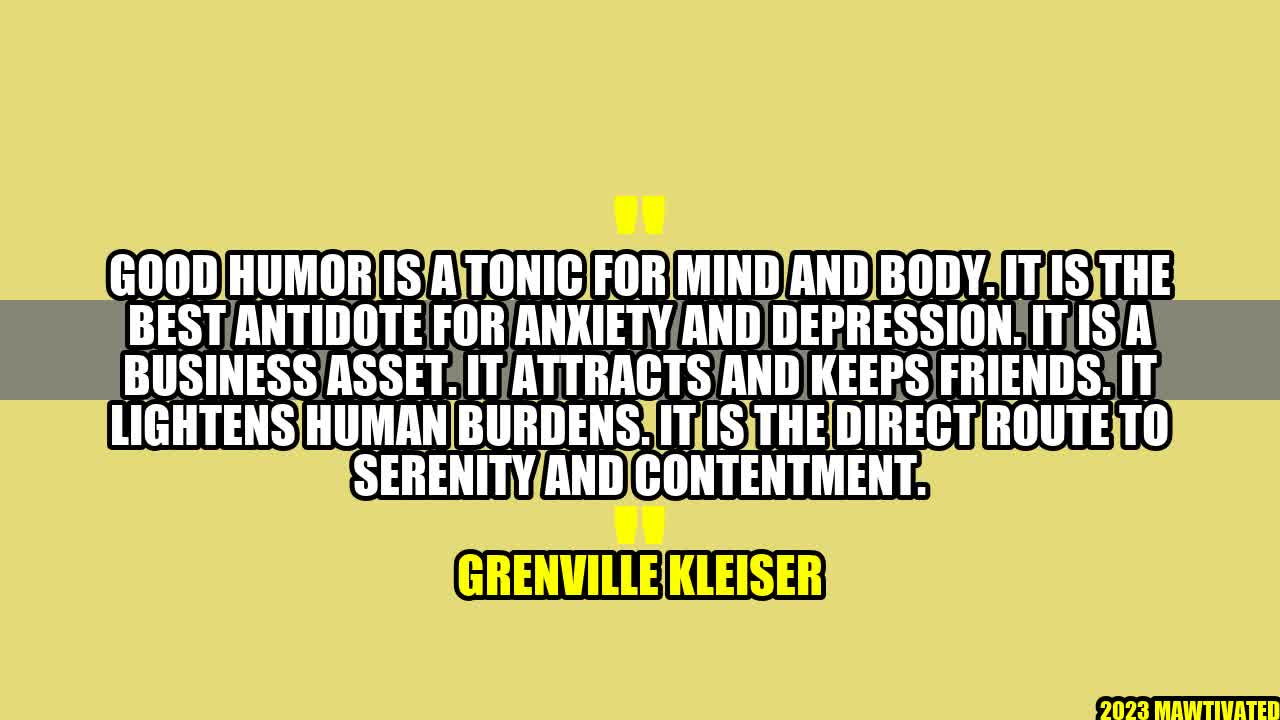 "
GOOD HUMOR IS A TONIC FOR MIND AND BODY. IT IS THE
BEST ANTIDOTE FOR ANXIETY AND DEPRESSION. IT IS A
BUSINESS ASSET. IT ATTRACTS AND KEEPS FRIENDS. IT
LIGHTENS HUMAN BURDENS. IT IS THE DIRECT ROUTE TO
SERENITY AND CONTENTMENT.
"
GRENVILLE KLEISER
2023 MAWTIVATED